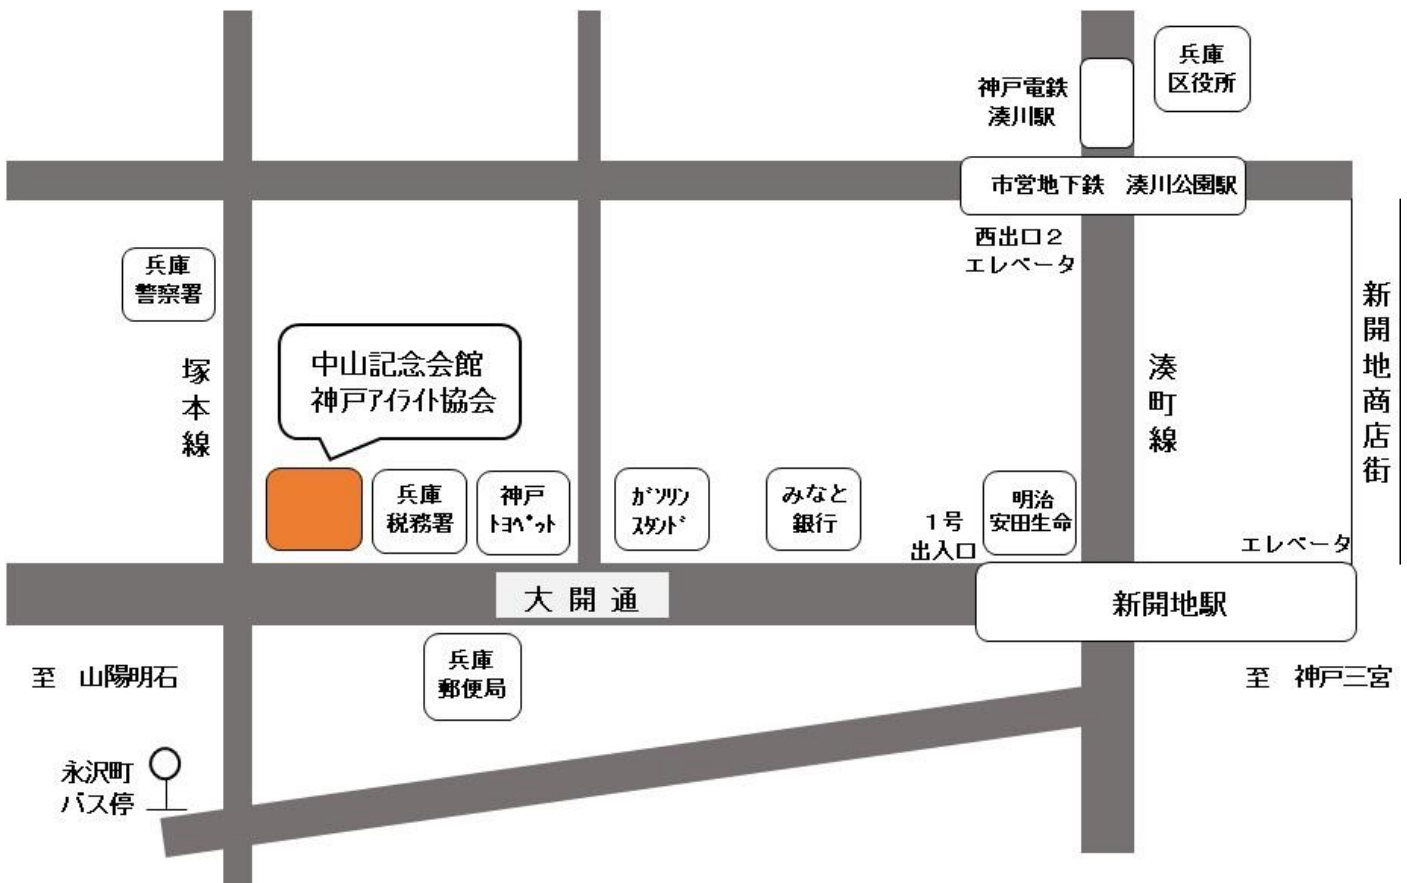 兵庫
区役所
神戸電鉄
湊川駅
市営地下鉄　湊川公園駅
西出口２
エレベータ
兵庫
警察署
新開地商店街
塚本線
中山記念会館
神戸ｱｲﾗｲﾄ協会
湊町線
兵庫
税務署
神戸
ﾄﾖﾍﾟｯﾄ
ｶﾞｿﾘﾝ
ｽﾀﾝﾄﾞ
みなと
銀行
１号
出入口
明治
安田生命
エレベータ
大開通
新開地駅
兵庫
郵便局
至　山陽明石
至　神戸三宮
永沢町
バス停